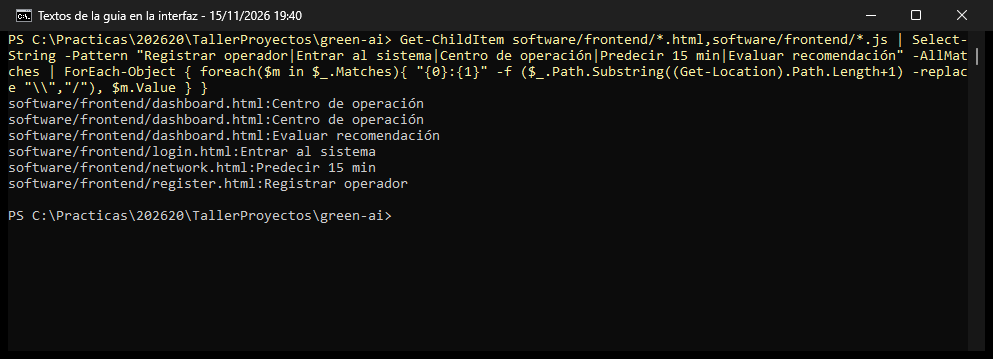 Textos de la guia en la interfaz - 15/11/2026 19:40
PS C:\Practicas\202620\TallerProyectos\green-ai> Get-ChildItem software/frontend/*.html,software/frontend/*.js | Select-
String -Pattern "Registrar operador|Entrar al sistema|Centro de operación|Predecir 15 min|Evaluar recomendación" -AllMat
ches | ForEach-Object { foreach($m in $_.Matches){ "{0}:{1}" -f ($_.Path.Substring((Get-Location).Path.Length+1) -replac
e "\\","/"), $m.Value } }
software/frontend/dashboard.html:Centro de operación
software/frontend/dashboard.html:Centro de operación
software/frontend/dashboard.html:Evaluar recomendación
software/frontend/login.html:Entrar al sistema
software/frontend/network.html:Predecir 15 min
software/frontend/register.html:Registrar operador
PS C:\Practicas\202620\TallerProyectos\green-ai>